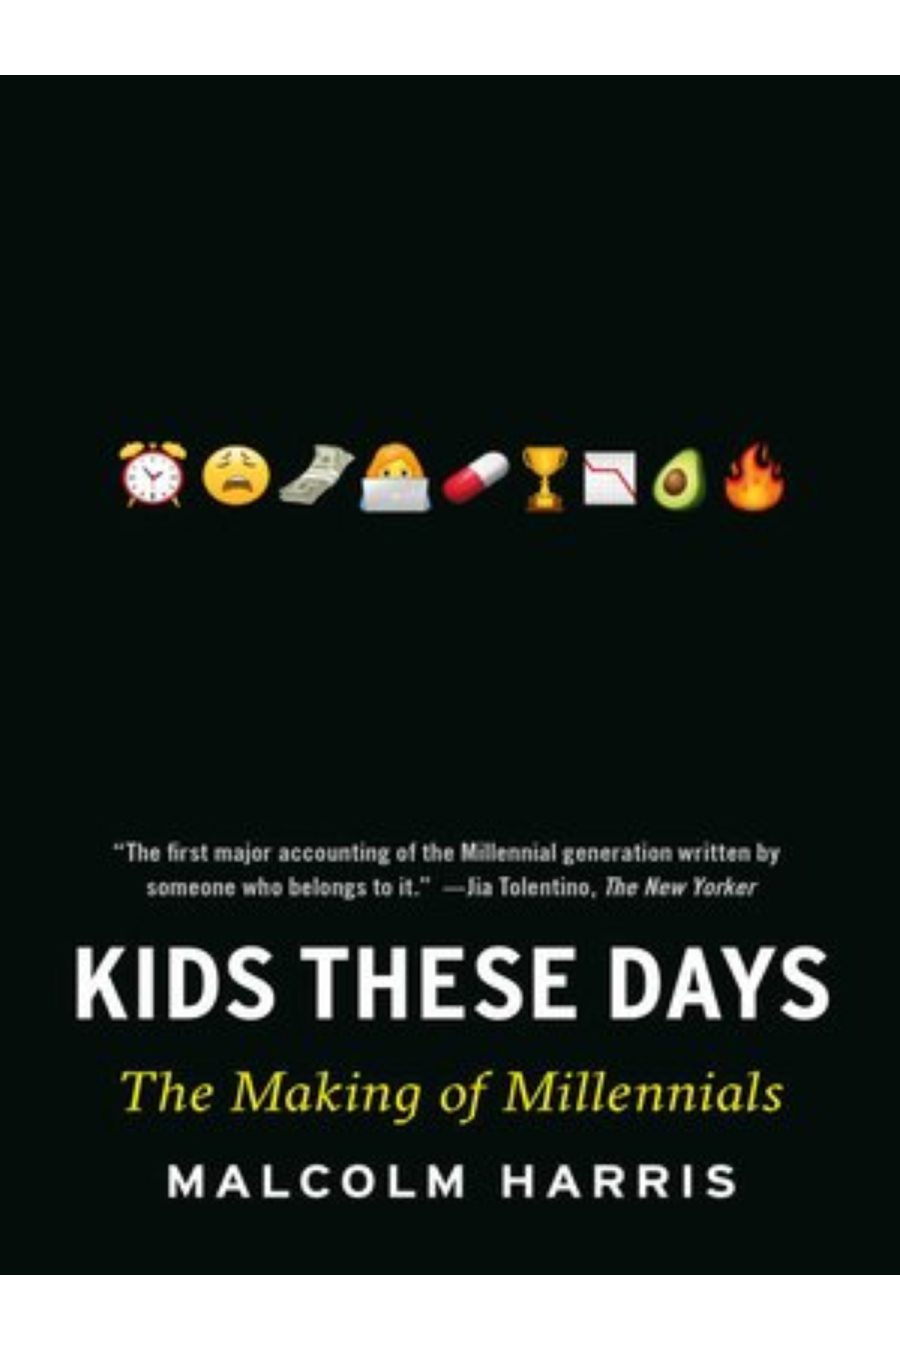 “The first major accounting of the Millennial generation written by
someone who belongs to it.” —Jia Tolentino, The New Yorker
KIDS THESE DAYS
The Making of Millennials
MALCOLM HARRIS